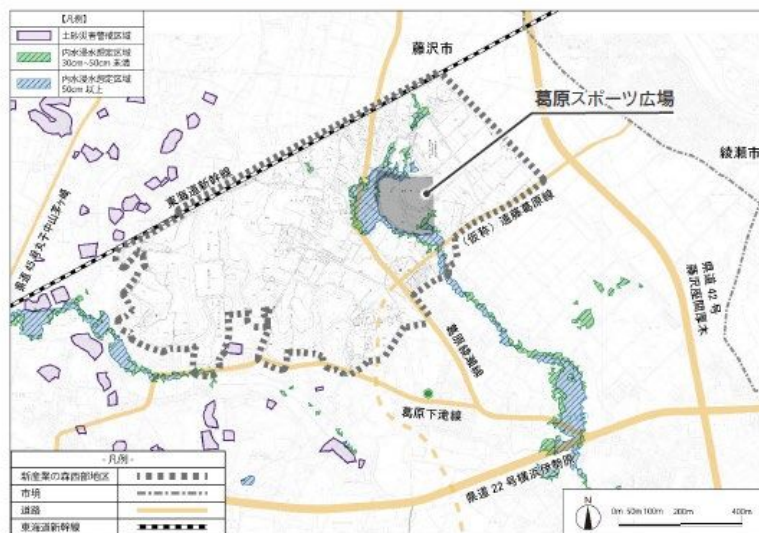 【凡例】
土砂災害警戒区域
内水浸水想定区域
30cm~50cm 未満
内水浸水想定区域
50cm 以上
藤沢市
葛原スポーツ広場
綾瀬市
東海道新幹線
県道 45 号丸子中山茅ヶ崎
(仮称)遠藤葛原線
県道 42 号
藤沢座間厚木
葛原綾瀬線
葛原下滝線
県道 22 号横浜伊勢原
- 凡例 -
新産業の森西部地区
市境
道路
東海道新幹線
N
0m 50m 100m 200m 400m